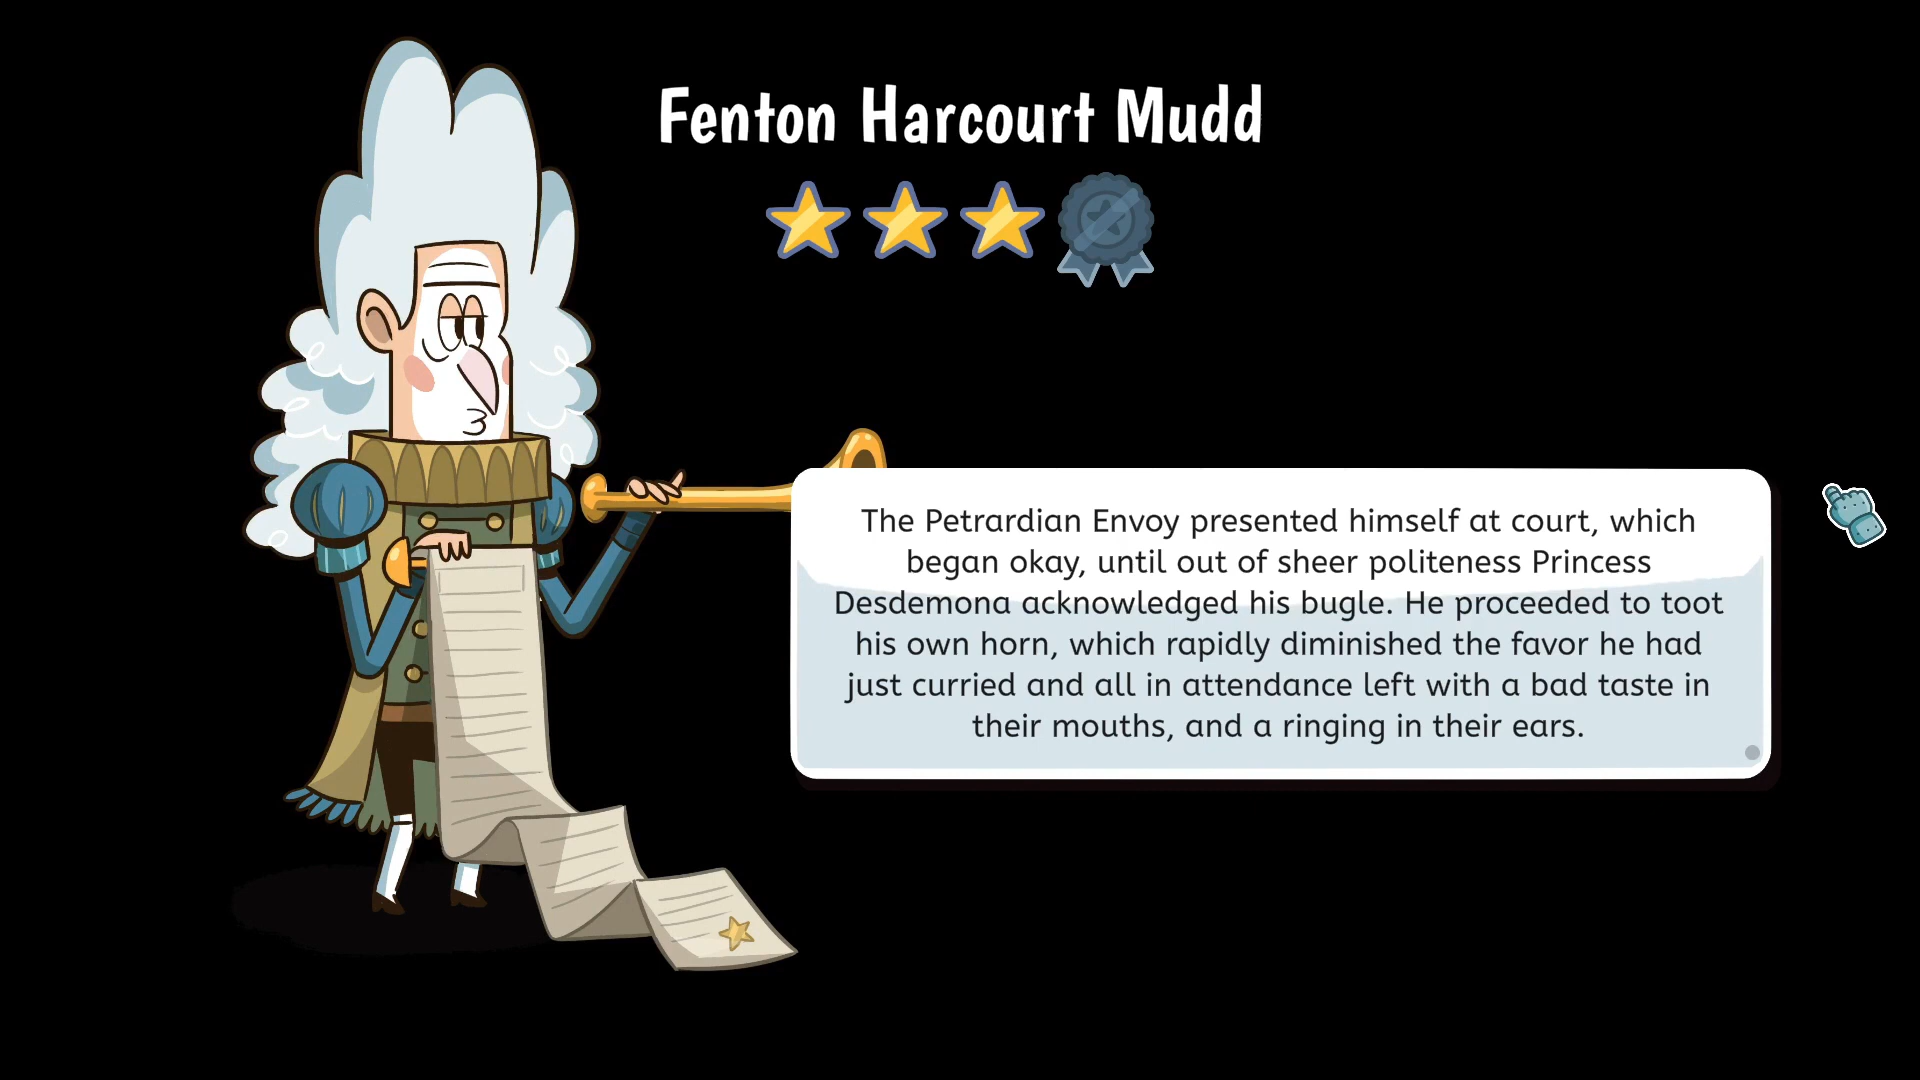 Fenton Harcourt Mudd
The Petrardian Envoy presented himself at court, which
began okay, until out of sheer politeness Princess
Desdemona acknowledged his bugle. He proceeded to toot
his own horn, which rapidly diminished the favor he had
just curried and all in attendance left with a bad taste in
their mouths, and a ringing in their ears.